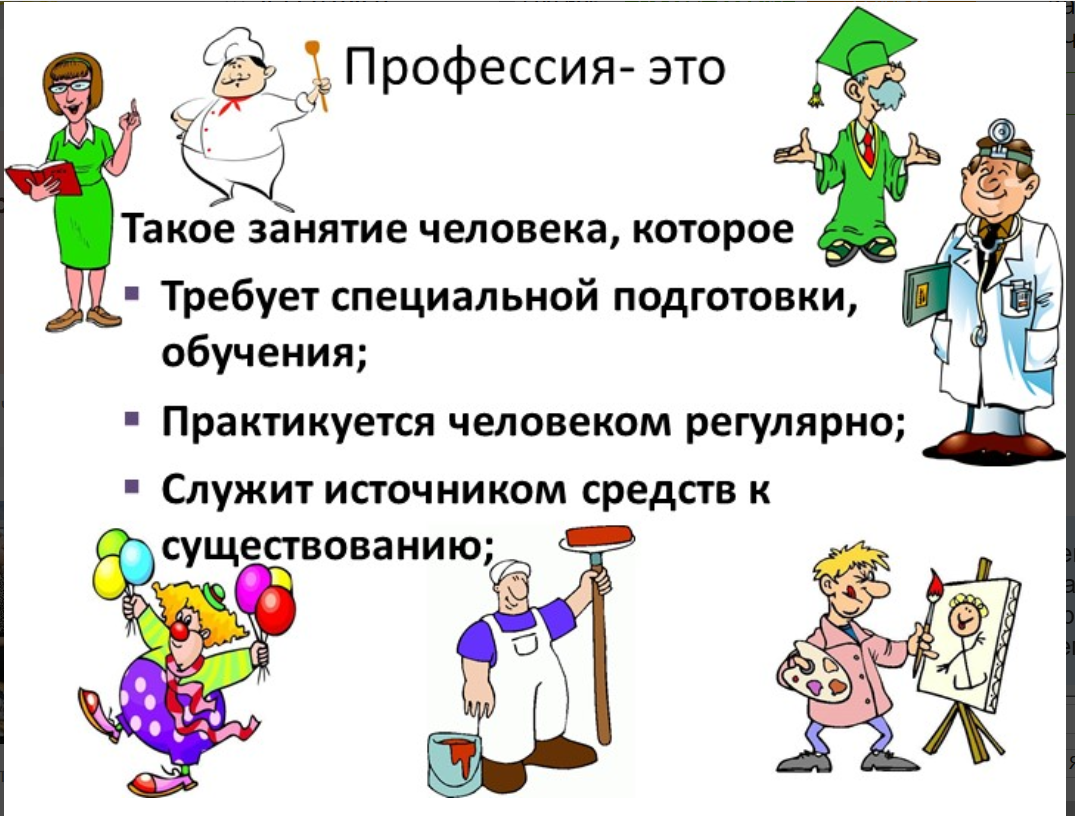 Профессия- это
Такое занятие человека, которое
▪ Требует специальной подготовки,
обучения;
▪ Практикуется человеком регулярно;
▪ Служит источником средств к
существованию;